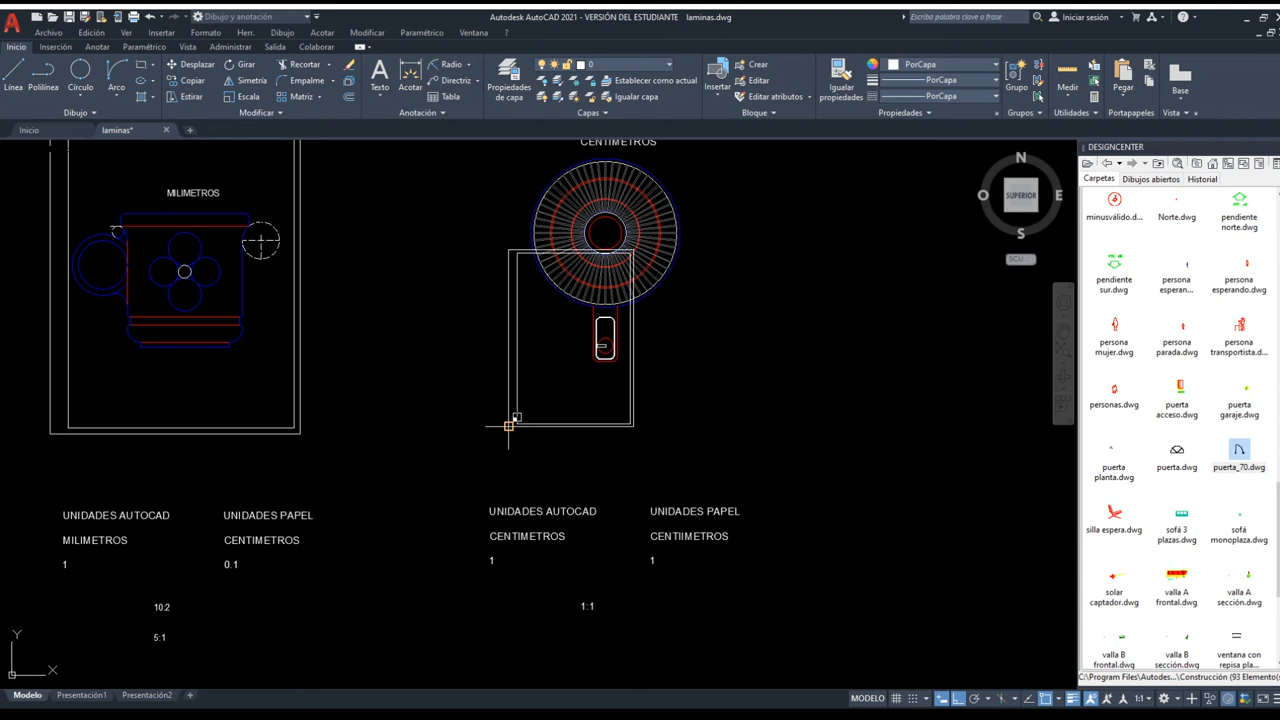 Dibujo y anotación
Autodesk AutoCAD 2021 - VERSIÓN DEL ESTUDIANTE laminas.dwg
Escriba palabra clave o frase
Iniciar sesión
Archivo Edición Ver Insertar Formato Herr. Dibujo Acotar Modificar Paramétrico Ventana ?
Inicio Inserción Anotar Paramétrico Vista Administrar Salida Colaborar
Línea Polilínea Círculo Arco
Desplazar Girar Recortar
Copiar Simetría Empalme
Estirar Escala Matriz
Texto Acotar
Radio
Directriz
Tabla
Propiedades de capa
0
Establecer como actual
Igualar capa
Insertar
Crear
Editar
Editar atributos
Igualar propiedades
PorCapa
PorCapa
PorCapa
Grupo
Medir
Pegar
Base
Dibujo Modificar Anotación Capas Bloque Propiedades Grupos Utilidades Portapapeles Vista
Inicio laminas*
CENTIMETROS
MILIMETROS
N
O SUPERIOR E
S
SCU
UNIDADES AUTOCAD UNIDADES PAPEL
MILIMETROS CENTIMETROS
1 0.1
10:2
5:1
UNIDADES AUTOCAD UNIDADES PAPEL
CENTIMETROS CENTIIMETROS
1 1
1:1
Y
X
DESIGNCENTER
Carpetas Dibujos abiertos Historial
minusválido.d... Norte.dwg pendiente norte.dwg
pendiente sur.dwg persona esperan... persona esperando.dwg
persona mujer.dwg persona parada.dwg persona transportista.d...
personas.dwg puerta acceso.dwg puerta garaje.dwg
puerta planta.dwg puerta.dwg puerta_70.dwg
silla espera.dwg sofá 3 plazas.dwg sofá monoplaza.dwg
solar captador.dwg valla A frontal.dwg valla A sección.dwg
valla B frontal.dwg valla B sección.dwg ventana con repisa pla...
C:\Program Files\Autodes...\Construcción (93 Elemento(s
Modelo Presentación1 Presentación2
MODELO
1:1